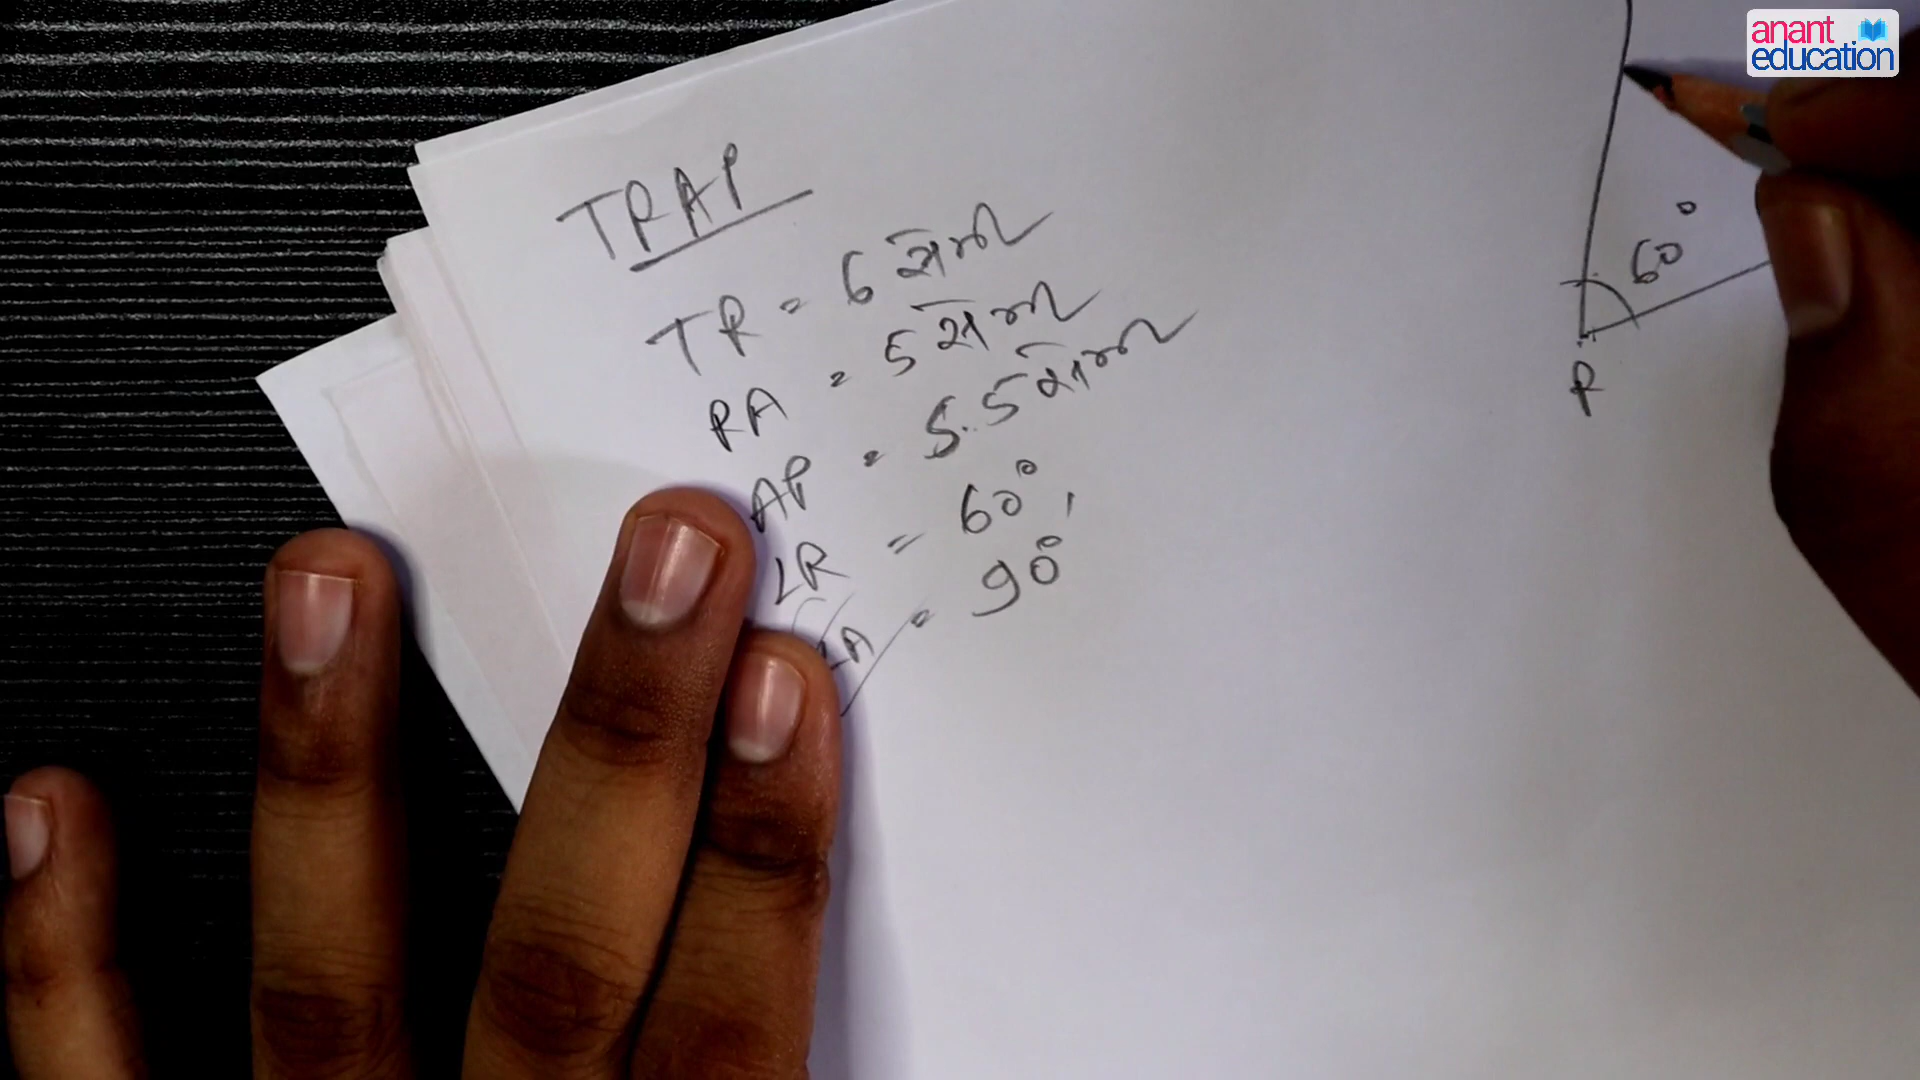 TRAP
TR = 6 সেমি
RA = 5 সেমি
AP = 5.5 সেমি
∠R = 60°,
∠A = 90°
60°
R
anant
education